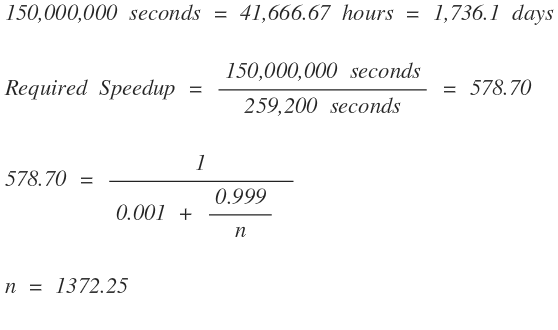 150,000,000 seconds = 41,666.67 hours = 1,736.1 days
Required Speedup = 150,000,000 seconds / 259,200 seconds = 578.70
578.70 = 1 / 0.001 + 0.999 / n
n = 1372.25